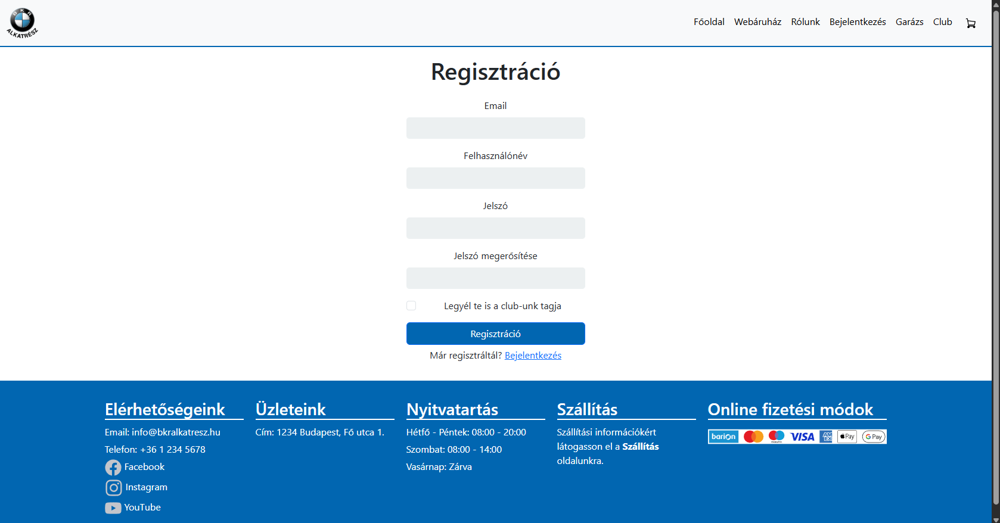 BKR
ALKATRÉSZ
Főoldal Webáruház Rólunk Bejelentkezés Garázs Club
Regisztráció
Email
Felhasználónév
Jelszó
Jelszó megerősítése
Legyél te is a club-unk tagja
Regisztráció
Már regisztráltál? Bejelentkezés
Elérhetőségeink
Email: info@bkralkatresz.hu
Telefon: +36 1 234 5678
Facebook
Instagram
YouTube
Üzleteink
Cím: 1234 Budapest, Fő utca 1.
Nyitvatartás
Hétfő - Péntek: 08:00 - 20:00
Szombat: 08:00 - 14:00
Vasárnap: Zárva
Szállítás
Szállítási információkért
látogasson el a Szállítás
oldalunkra.
Online fizetési módok
barion VISA AMEX Pay G Pay